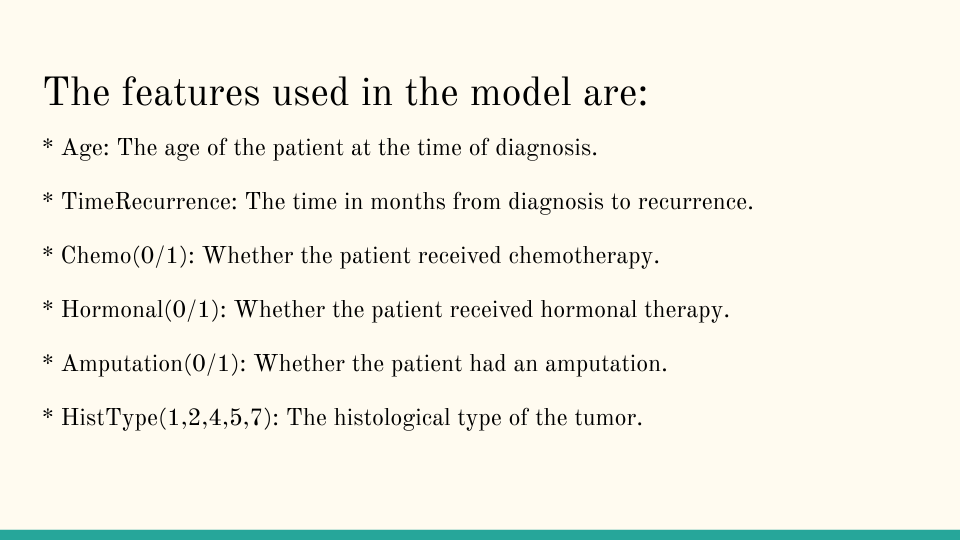 The features used in the model are:
* Age: The age of the patient at the time of diagnosis.
* TimeRecurrence: The time in months from diagnosis to recurrence.
* Chemo(0/1): Whether the patient received chemotherapy.
* Hormonal(0/1): Whether the patient received hormonal therapy.
* Amputation(0/1): Whether the patient had an amputation.
* HistType(1,2,4,5,7): The histological type of the tumor.